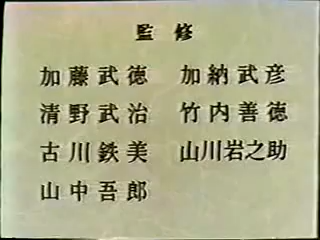 監修
加藤武徳 加納武彦
清野武治 竹内善徳
古川鉄美 山川岩之助
山中吾郎